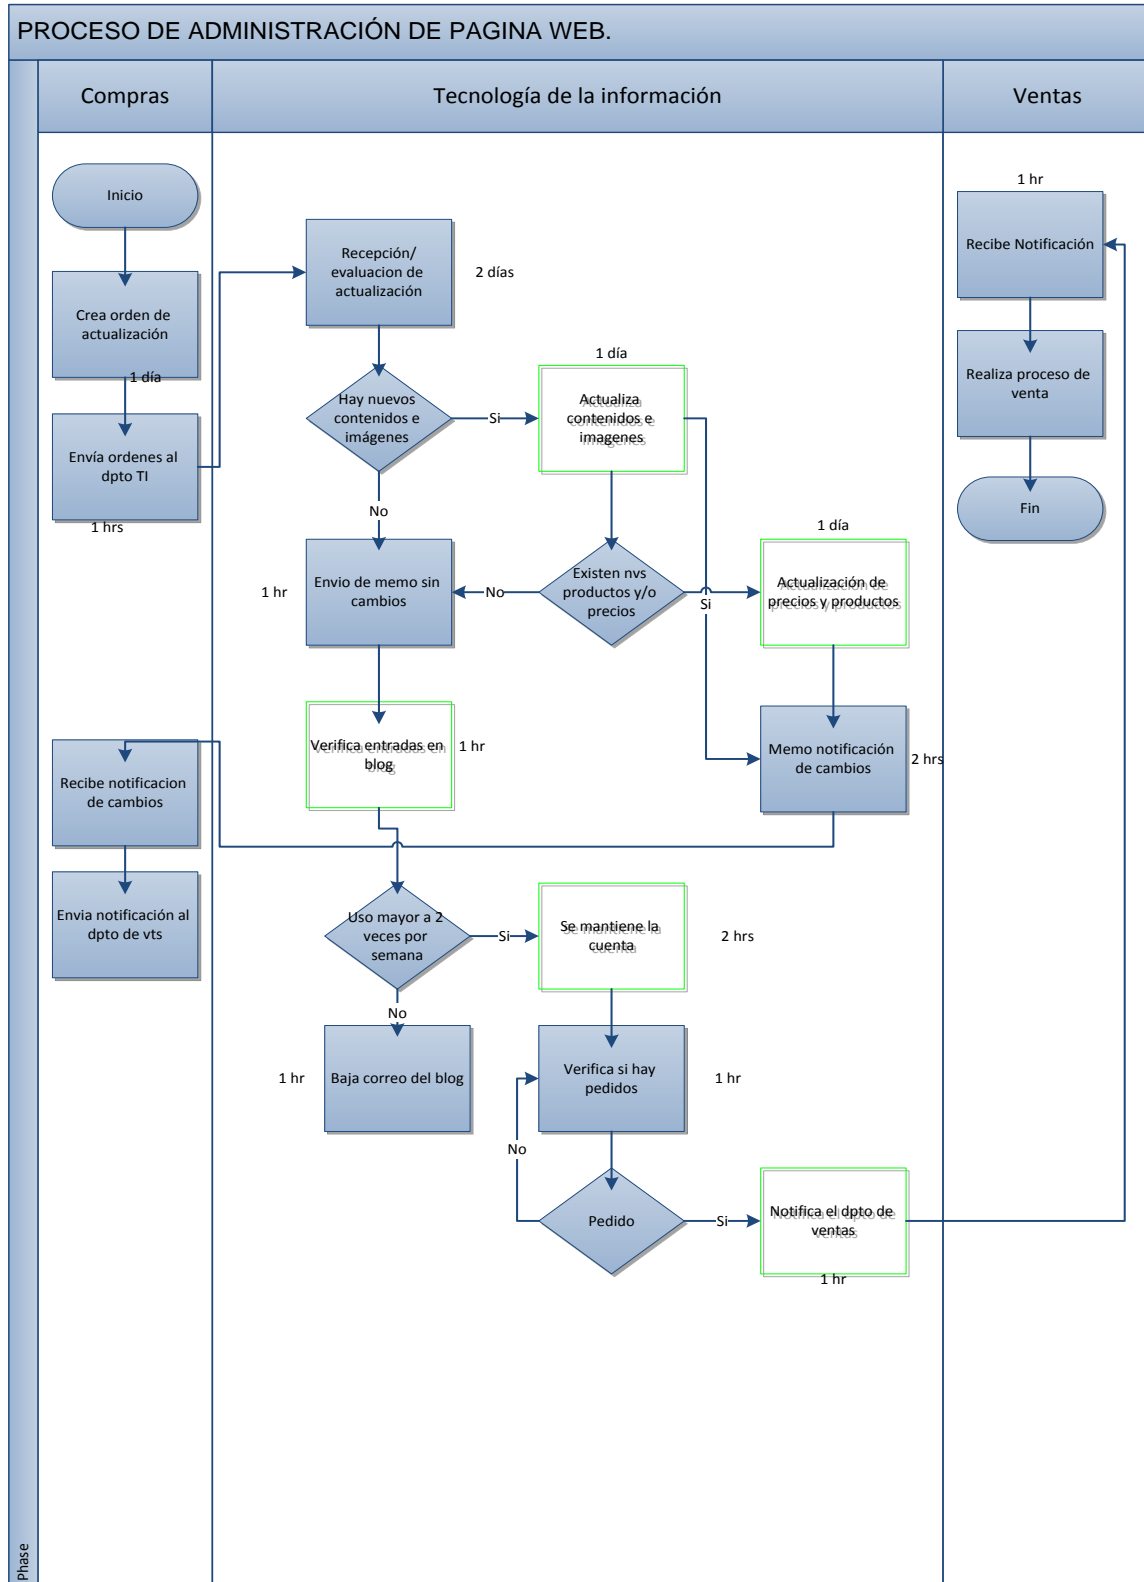 PROCESO DE ADMINISTRACIÓN DE PAGINA WEB.
Compras
Tecnología de la información
Ventas
Inicio
Crea orden de
actualización
1 día
Envía ordenes al
dpto TI
1 hrs
Recepción/
evaluacion de
actualización
2 días
Hay nuevos
contenidos e
imágenes
Si
No
1 día
Actualiza
contenidos e
imagenes
Envio de memo sin
cambios
1 hr
Existen nvs
productos y/o
precios
No
Si
1 día
Actualización de
precios y productos
Verifica entradas en
blog
1 hr
Memo notificación
de cambios
2 hrs
Recibe notificacion
de cambios
Envia notificación al
dpto de vts
Uso mayor a 2
veces por
semana
Si
No
Se mantiene la
cuenta
2 hrs
Baja correo del blog
1 hr
Verifica si hay
pedidos
1 hr
No
Pedido
Si
Notifica el dpto de
ventas
1 hr
1 hr
Recibe Notificación
Realiza proceso de
venta
Fin
Phase